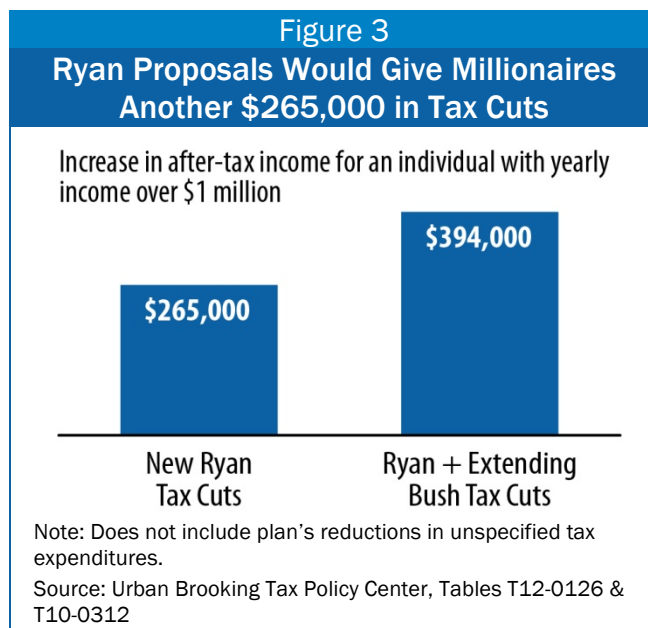 Figure 3
Ryan Proposals Would Give Millionaires
Another $265,000 in Tax Cuts
Increase in after-tax income for an individual with yearly
income over $1 million
$394,000
$265,000
New Ryan
Tax Cuts
Ryan + Extending
Bush Tax Cuts
Note: Does not include plan's reductions in unspecified tax
expenditures.
Source: Urban Brooking Tax Policy Center, Tables T12-0126 &
T10-0312